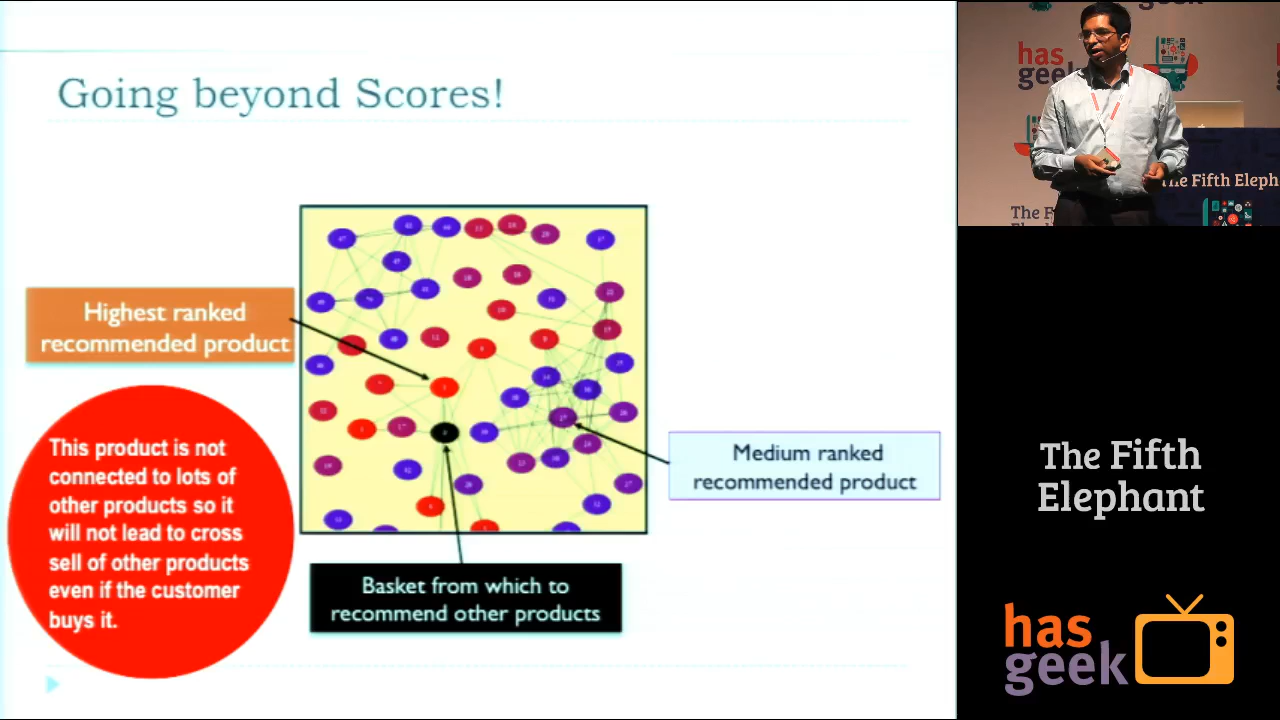 Going beyond Scores!
Highest ranked
recommended product
This product is not
connected to lots of
other products so it
will not lead to cross
sell of other products
even if the customer
buys it.
Medium ranked
recommended product
Basket from which to
recommend other products
has
geek
The Fifth Eleph
The F
The Fifth
Elephant
has
geek